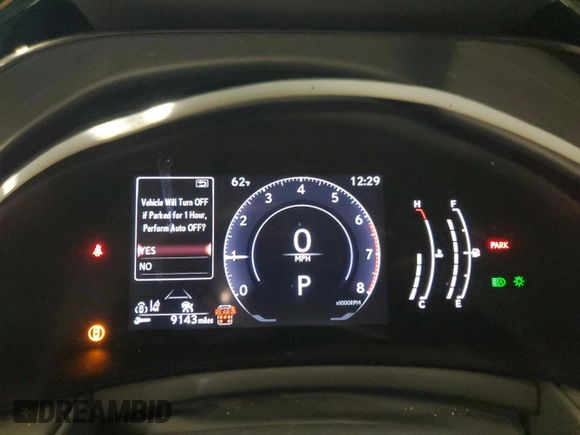 62°F
12:29
Vehicle Will Turn OFF
if Parked for 1 Hour,
Perform Auto OFF?
YES
NO
0
1
2
3
4
5
6
7
8
0
MPH
P
x1000RPM
9143 miles
REAR
H
C
F
E
PARK
DREAMBID